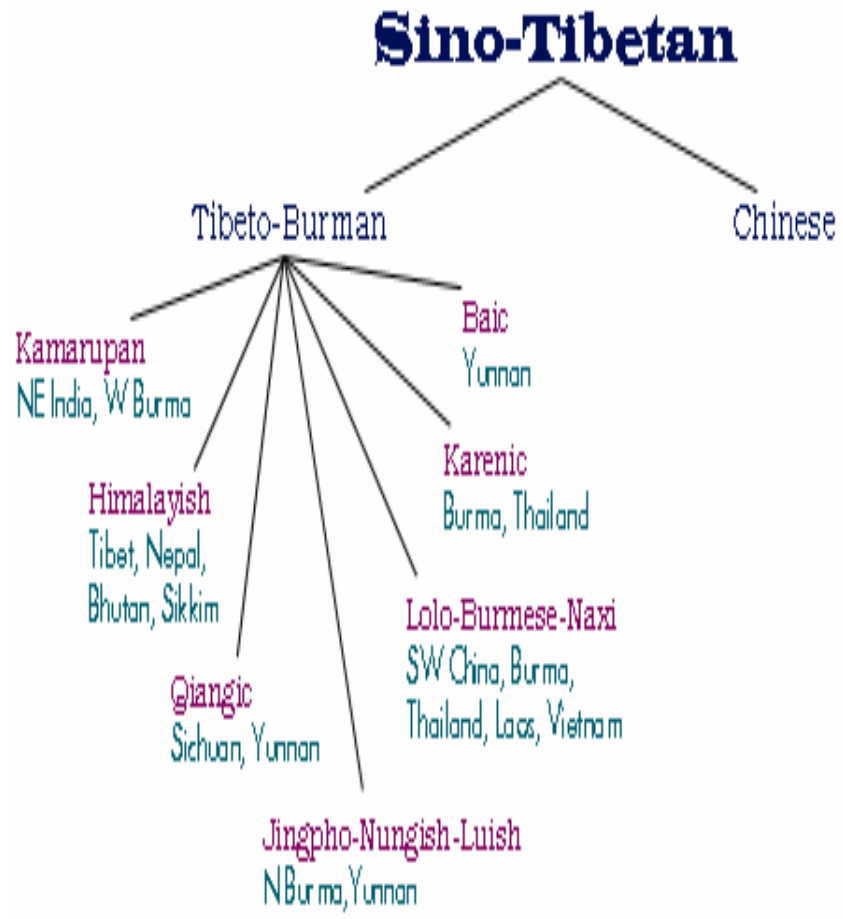 Sino-Tibetan
Tibeto-Burman
Chinese
Kamarupan
NE India, W Burma
Himalayish
Tibet, Nepal,
Bhutan, Sikkim
Qiangic
Sichuan, Yunnan
Jingpho-Nungish-Luish
N Burma, Yunnan
Lolo-Burmese-Naxi
SW China, Burma,
Thailand, Laos, Vietnam
Karenic
Burma, Thailand
Baic
Yunnan